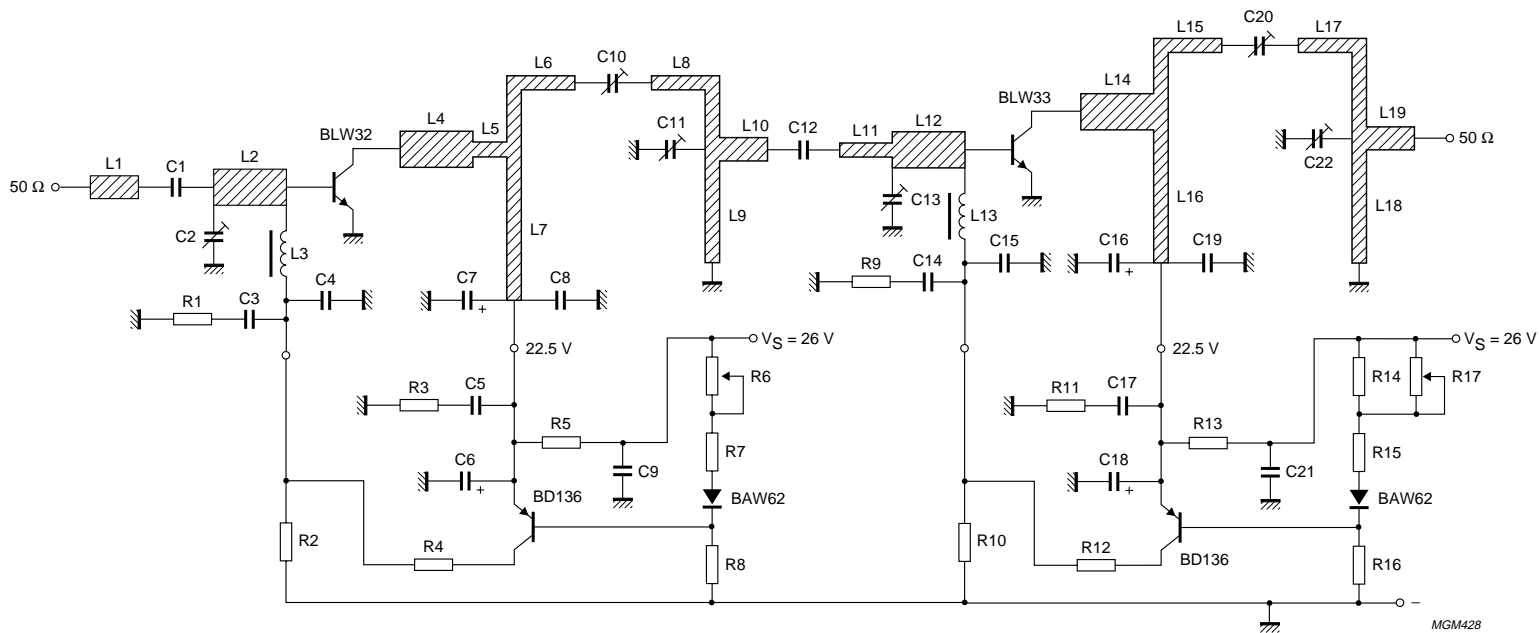 C20
L15
L17
L6
C10
L8
L14
BLW33
L4
L5
BLW32
C11
L10
C12
L11
L12
L19
50 Ω
C22
L1
C1
L2
50 Ω
C2
L3
L7
L9
C13
L13
L16
L18
C4
C7
C8
R9
C14
C15
C16
C19
+
+
R1
C3
22.5 V
VS = 26 V
22.5 V
VS = 26 V
R6
R14
R17
R3
C5
R11
C17
R5
R7
R13
R15
C6
C9
C18
C21
+
+
BD136
BAW62
BAW62
R2
R4
R8
R10
R12
BD136
R16
–
MGM428